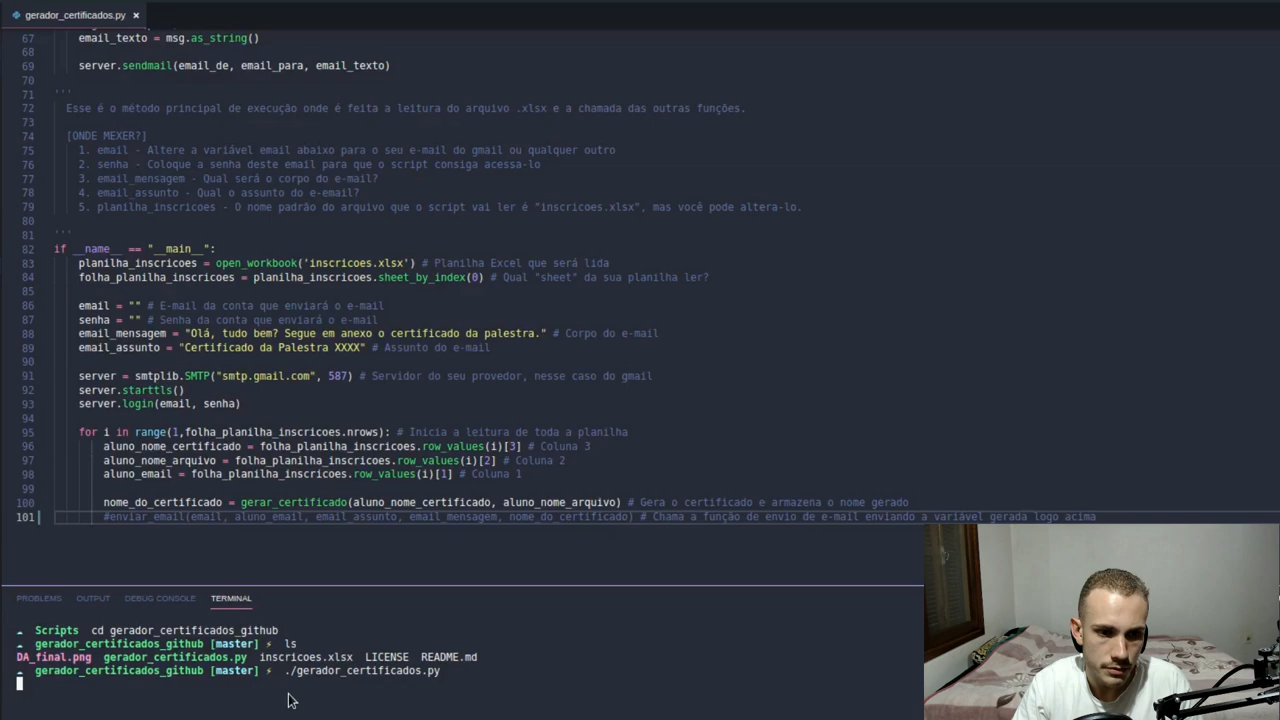 gerador_certificados.py ×
67 email_texto = msg.as_string()
68
69 server.sendmail(email_de, email_para, email_texto)
70
71 '''
72 Esse é o método principal de execução onde é feita a leitura do arquivo .xlsx e a chamada das outras funções.
73
74 [ONDE MEXER?]
75 1. email - Altere a variável email abaixo para o seu e-mail do gmail ou qualquer outro
76 2. senha - Coloque a senha deste email para que o script consiga acessa-lo
77 3. email_mensagem - Qual será o corpo do e-mail?
78 4. email_assunto - Qual o assunto do e-email?
79 5. planilha_inscricoes - O nome padrão do arquivo que o script vai ler é "inscricoes.xlsx", mas você pode altera-lo.
80
81 '''
82 if __name__ == "__main__":
83 planilha_inscricoes = open_workbook('inscricoes.xlsx') # Planilha Excel que será lida
84 folha_planilha_inscricoes = planilha_inscricoes.sheet_by_index(0) # Qual "sheet" da sua planilha ler?
85
86 email = "" # E-mail da conta que enviará o e-mail
87 senha = "" # Senha da conta que enviará o e-mail
88 email_mensagem = "Olá, tudo bem? Segue em anexo o certificado da palestra." # Corpo do e-mail
89 email_assunto = "Certificado da Palestra XXXX" # Assunto do e-mail
90
91 server = smtplib.SMTP("smtp.gmail.com", 587) # Servidor do seu provedor, nesse caso do gmail
92 server.starttls()
93 server.login(email, senha)
94
95 for i in range(1,folha_planilha_inscricoes.nrows): # Inicia a leitura de toda a planilha
96 aluno_nome_certificado = folha_planilha_inscricoes.row_values(i)[3] # Coluna 3
97 aluno_nome_arquivo = folha_planilha_inscricoes.row_values(i)[2] # Coluna 2
98 aluno_email = folha_planilha_inscricoes.row_values(i)[1] # Coluna 1
99
100 nome_do_certificado = gerar_certificado(aluno_nome_certificado, aluno_nome_arquivo) # Gera o certificado e armazena o nome gerado
101 #enviar_email(email, aluno_email, email_assunto, email_mensagem, nome_do_certificado) # Chama a função de envio de e-mail enviando a variável gerada logo acima
PROBLEMS OUTPUT DEBUG CONSOLE TERMINAL
Scripts cd gerador_certificados_github
gerador_certificados_github [master] ⚡ ls
DA_final.png gerador_certificados.py inscricoes.xlsx LICENSE README.md
gerador_certificados_github [master] ⚡ ./gerador_certificados.py